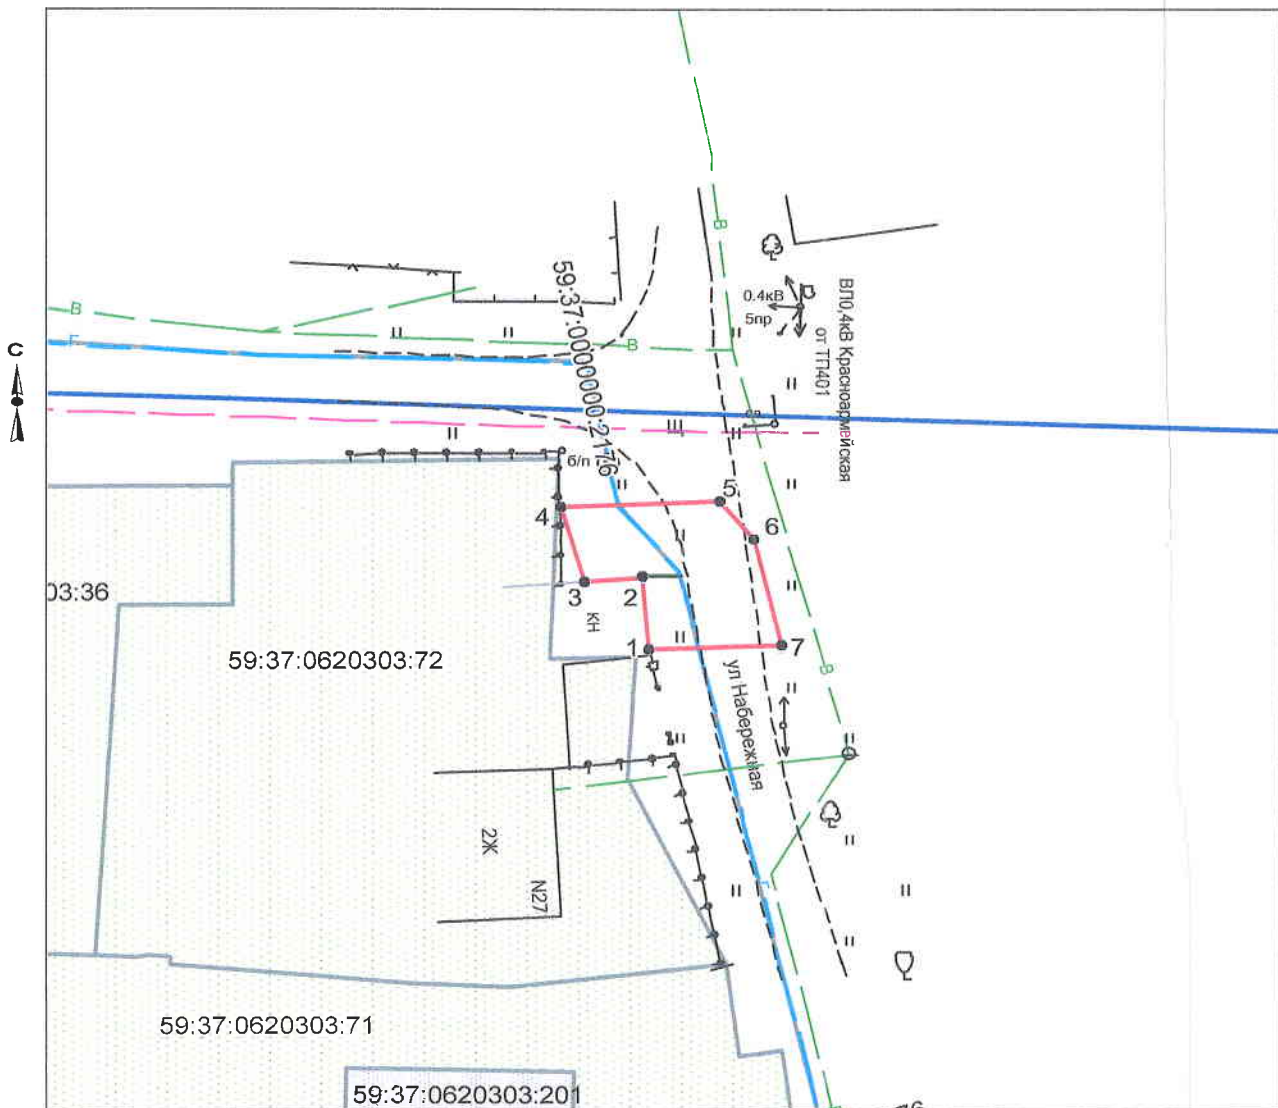 В
0.4кВ
5пр
ВЛ0,4кВ Красноармейская
от ТП401
59:37:0000000:2176
В
В
Г
С
Ш
б/п
5
4
6
03:36
3
2
КН
1
7
59:37:0620303:72
ул Набережная
В
2Ж
N27
Г
59:37:0620303:71
59:37:0620303:201